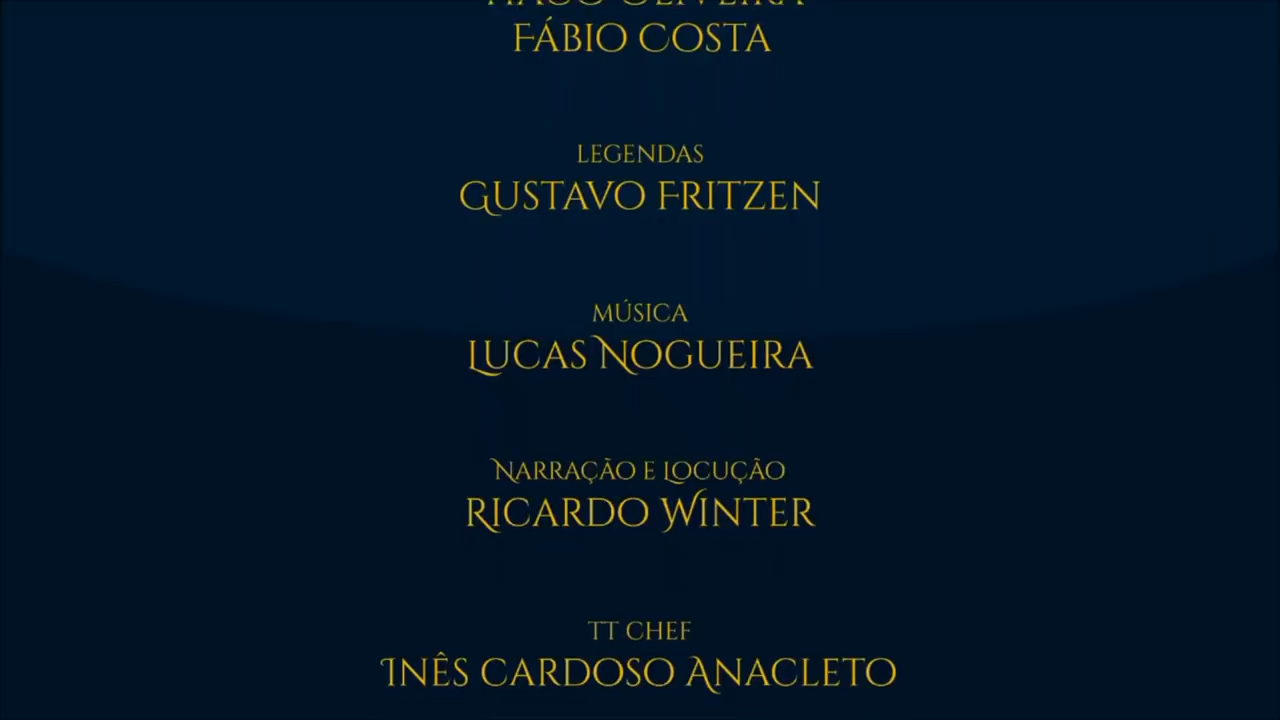 FÁBIO COSTA
LEGENDAS
GUSTAVO FRITZEN
MÚSICA
LUCAS NOGUEIRA
NARRAÇÃO E LOCUÇÃO
RICARDO WINTER
TT CHEF
INÊS CARDOSO ANACLETO